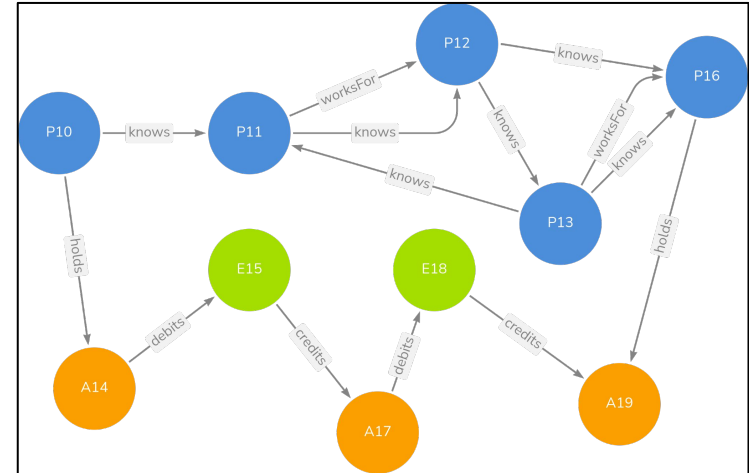 P12
knows
P16
worksFor
P10
knows
P11
knows
knows
worksFor
knows
knows
P13
holds
holds
E15
E18
debits
credits
debits
credits
A14
A17
A19